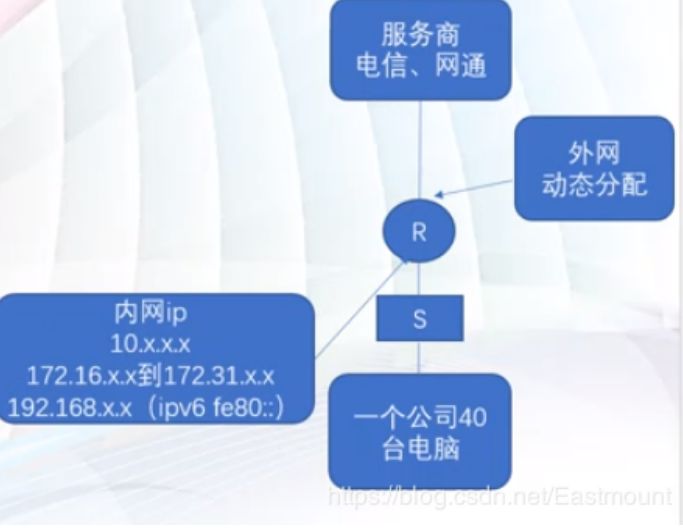 服务商
电信、网通
外网
动态分配
R
内网ip
10.x.x.x
172.16.x.x到172.31.x.x
192.168.x.x（ipv6 fe80::）
S
一个公司40
台电脑
https://blog.csdn.net/Eastmount